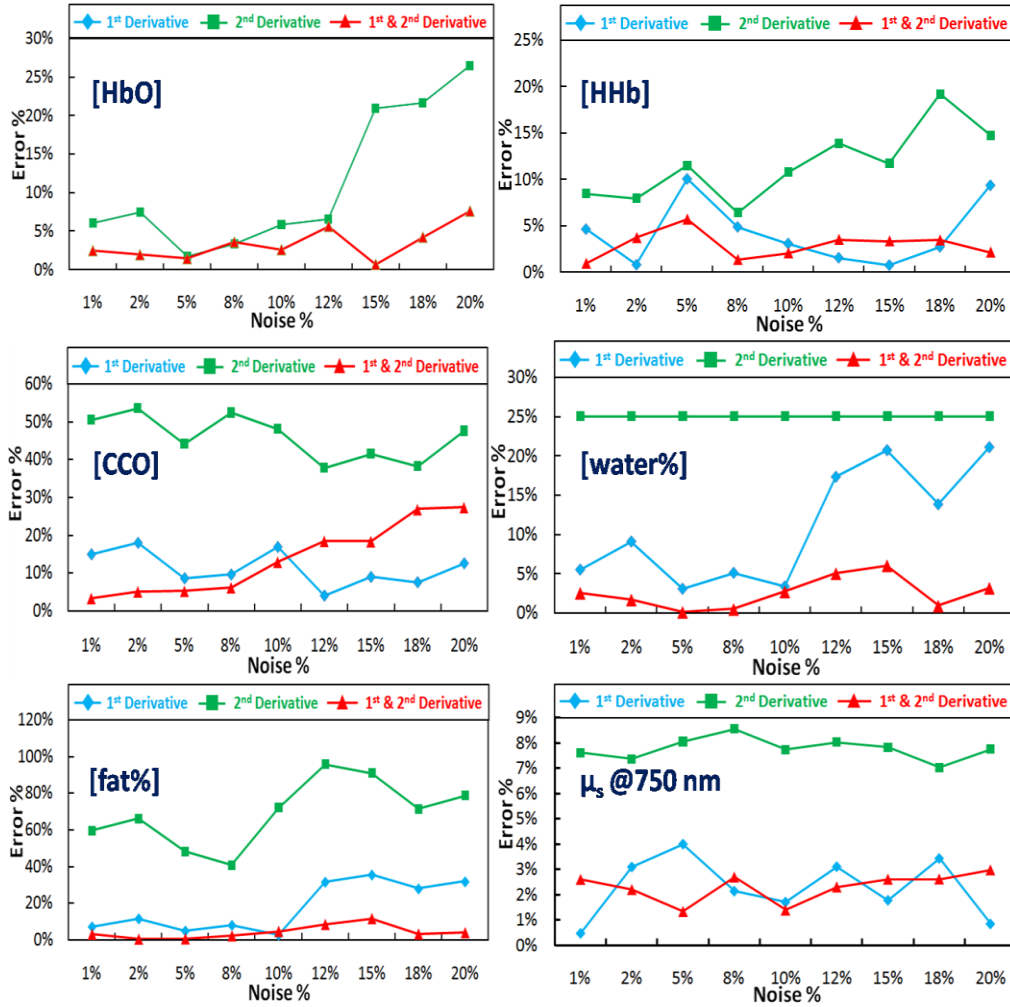 1st Derivative 2nd Derivative 1st & 2nd Derivative
30%
25%
20%
15%
10%
5%
0%
Error %
[HbO]
1% 2% 5% 8% 10% 12% 15% 18% 20%
Noise %
1st Derivative 2nd Derivative 1st & 2nd Derivative
25%
20%
15%
10%
5%
0%
Error %
[HHb]
1% 2% 5% 8% 10% 12% 15% 18% 20%
Noise %
1st Derivative 2nd Derivative 1st & 2nd Derivative
60%
50%
40%
30%
20%
10%
0%
Error %
[CCO]
1% 2% 5% 8% 10% 12% 15% 18% 20%
Noise %
1st Derivative 2nd Derivative 1st & 2nd Derivative
30%
25%
20%
15%
10%
5%
0%
Error %
[water%]
1% 2% 5% 8% 10% 12% 15% 18% 20%
Noise %
1st Derivative 2nd Derivative 1st & 2nd Derivative
120%
100%
80%
60%
40%
20%
0%
Error %
[fat%]
1% 2% 5% 8% 10% 12% 15% 18% 20%
Noise %
1st Derivative 2nd Derivative 1st & 2nd Derivative
9%
8%
7%
6%
5%
4%
3%
2%
1%
0%
Error %
μs @750 nm
1% 2% 5% 8% 10% 12% 15% 18% 20%
Noise %